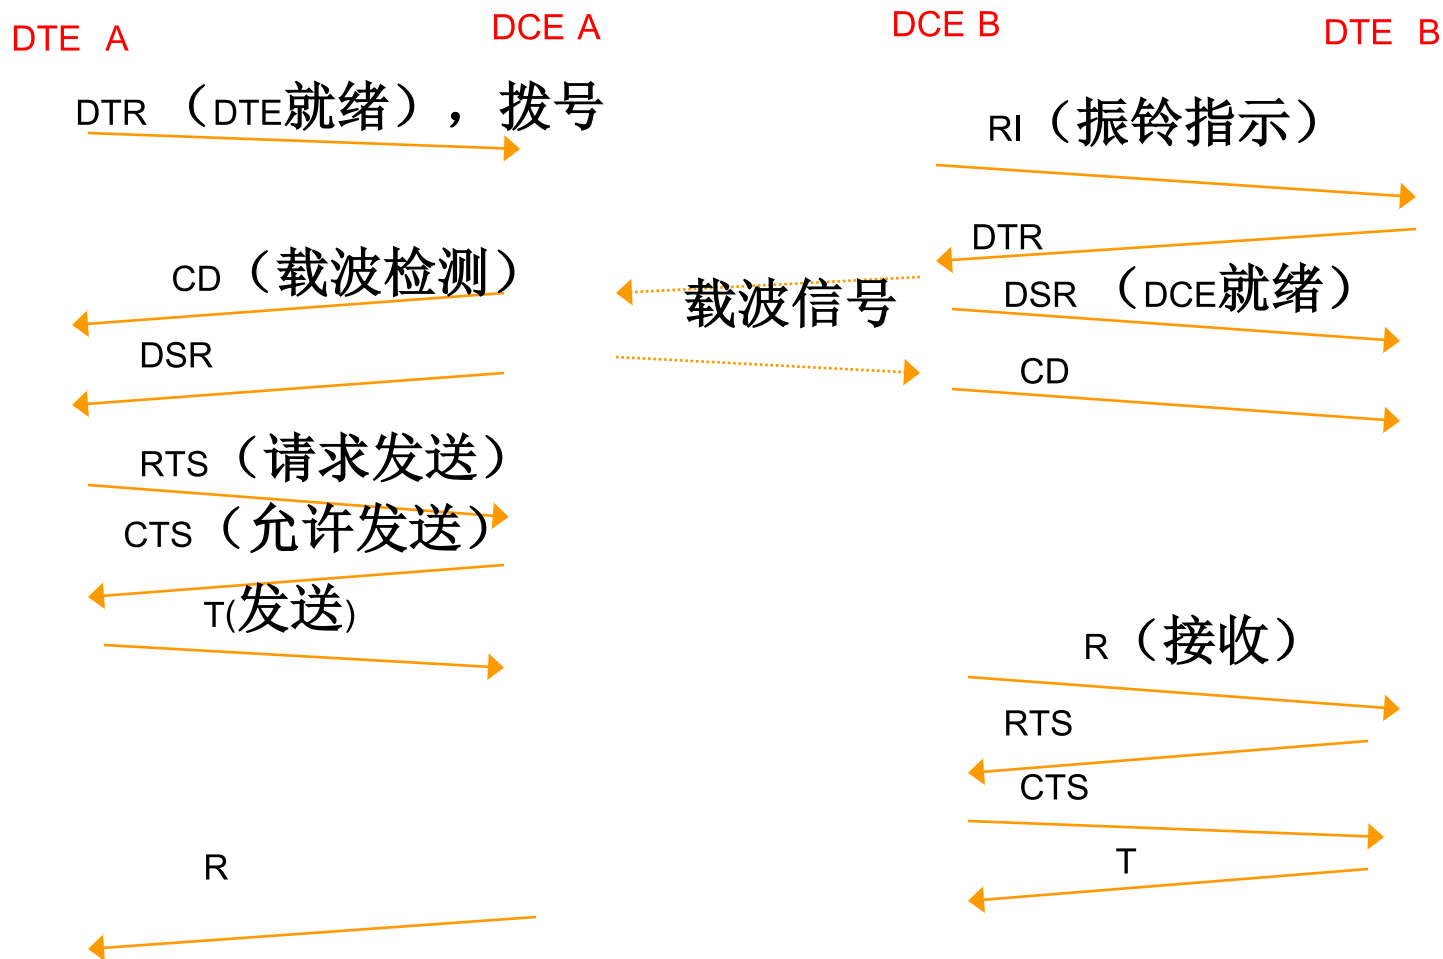 DTE A
DCE A
DCE B
DTE B
DTR （DTE就绪），拨号
RI（振铃指示）
DTR
CD（载波检测）
载波信号
DSR （DCE就绪）
DSR
CD
RTS（请求发送）
CTS（允许发送）
T(发送)
R（接收）
RTS
CTS
R
T